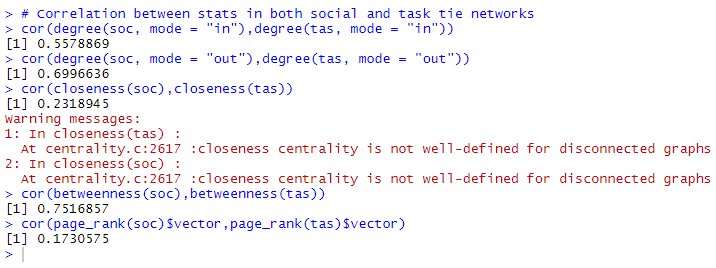 > # Correlation between stats in both social and task tie networks
> cor(degree(soc, mode = "in"),degree(tas, mode = "in"))
[1] 0.5578869
> cor(degree(soc, mode = "out"),degree(tas, mode = "out"))
[1] 0.6996636
> cor(closeness(soc),closeness(tas))
[1] 0.2318945
Warning messages:
1: In closeness(tas) :
  At centrality.c:2617 :closeness centrality is not well-defined for disconnected graphs
2: In closeness(soc) :
  At centrality.c:2617 :closeness centrality is not well-defined for disconnected graphs
> cor(betweenness(soc),betweenness(tas))
[1] 0.7516857
> cor(page_rank(soc)$vector,page_rank(tas)$vector)
[1] 0.1730575
>